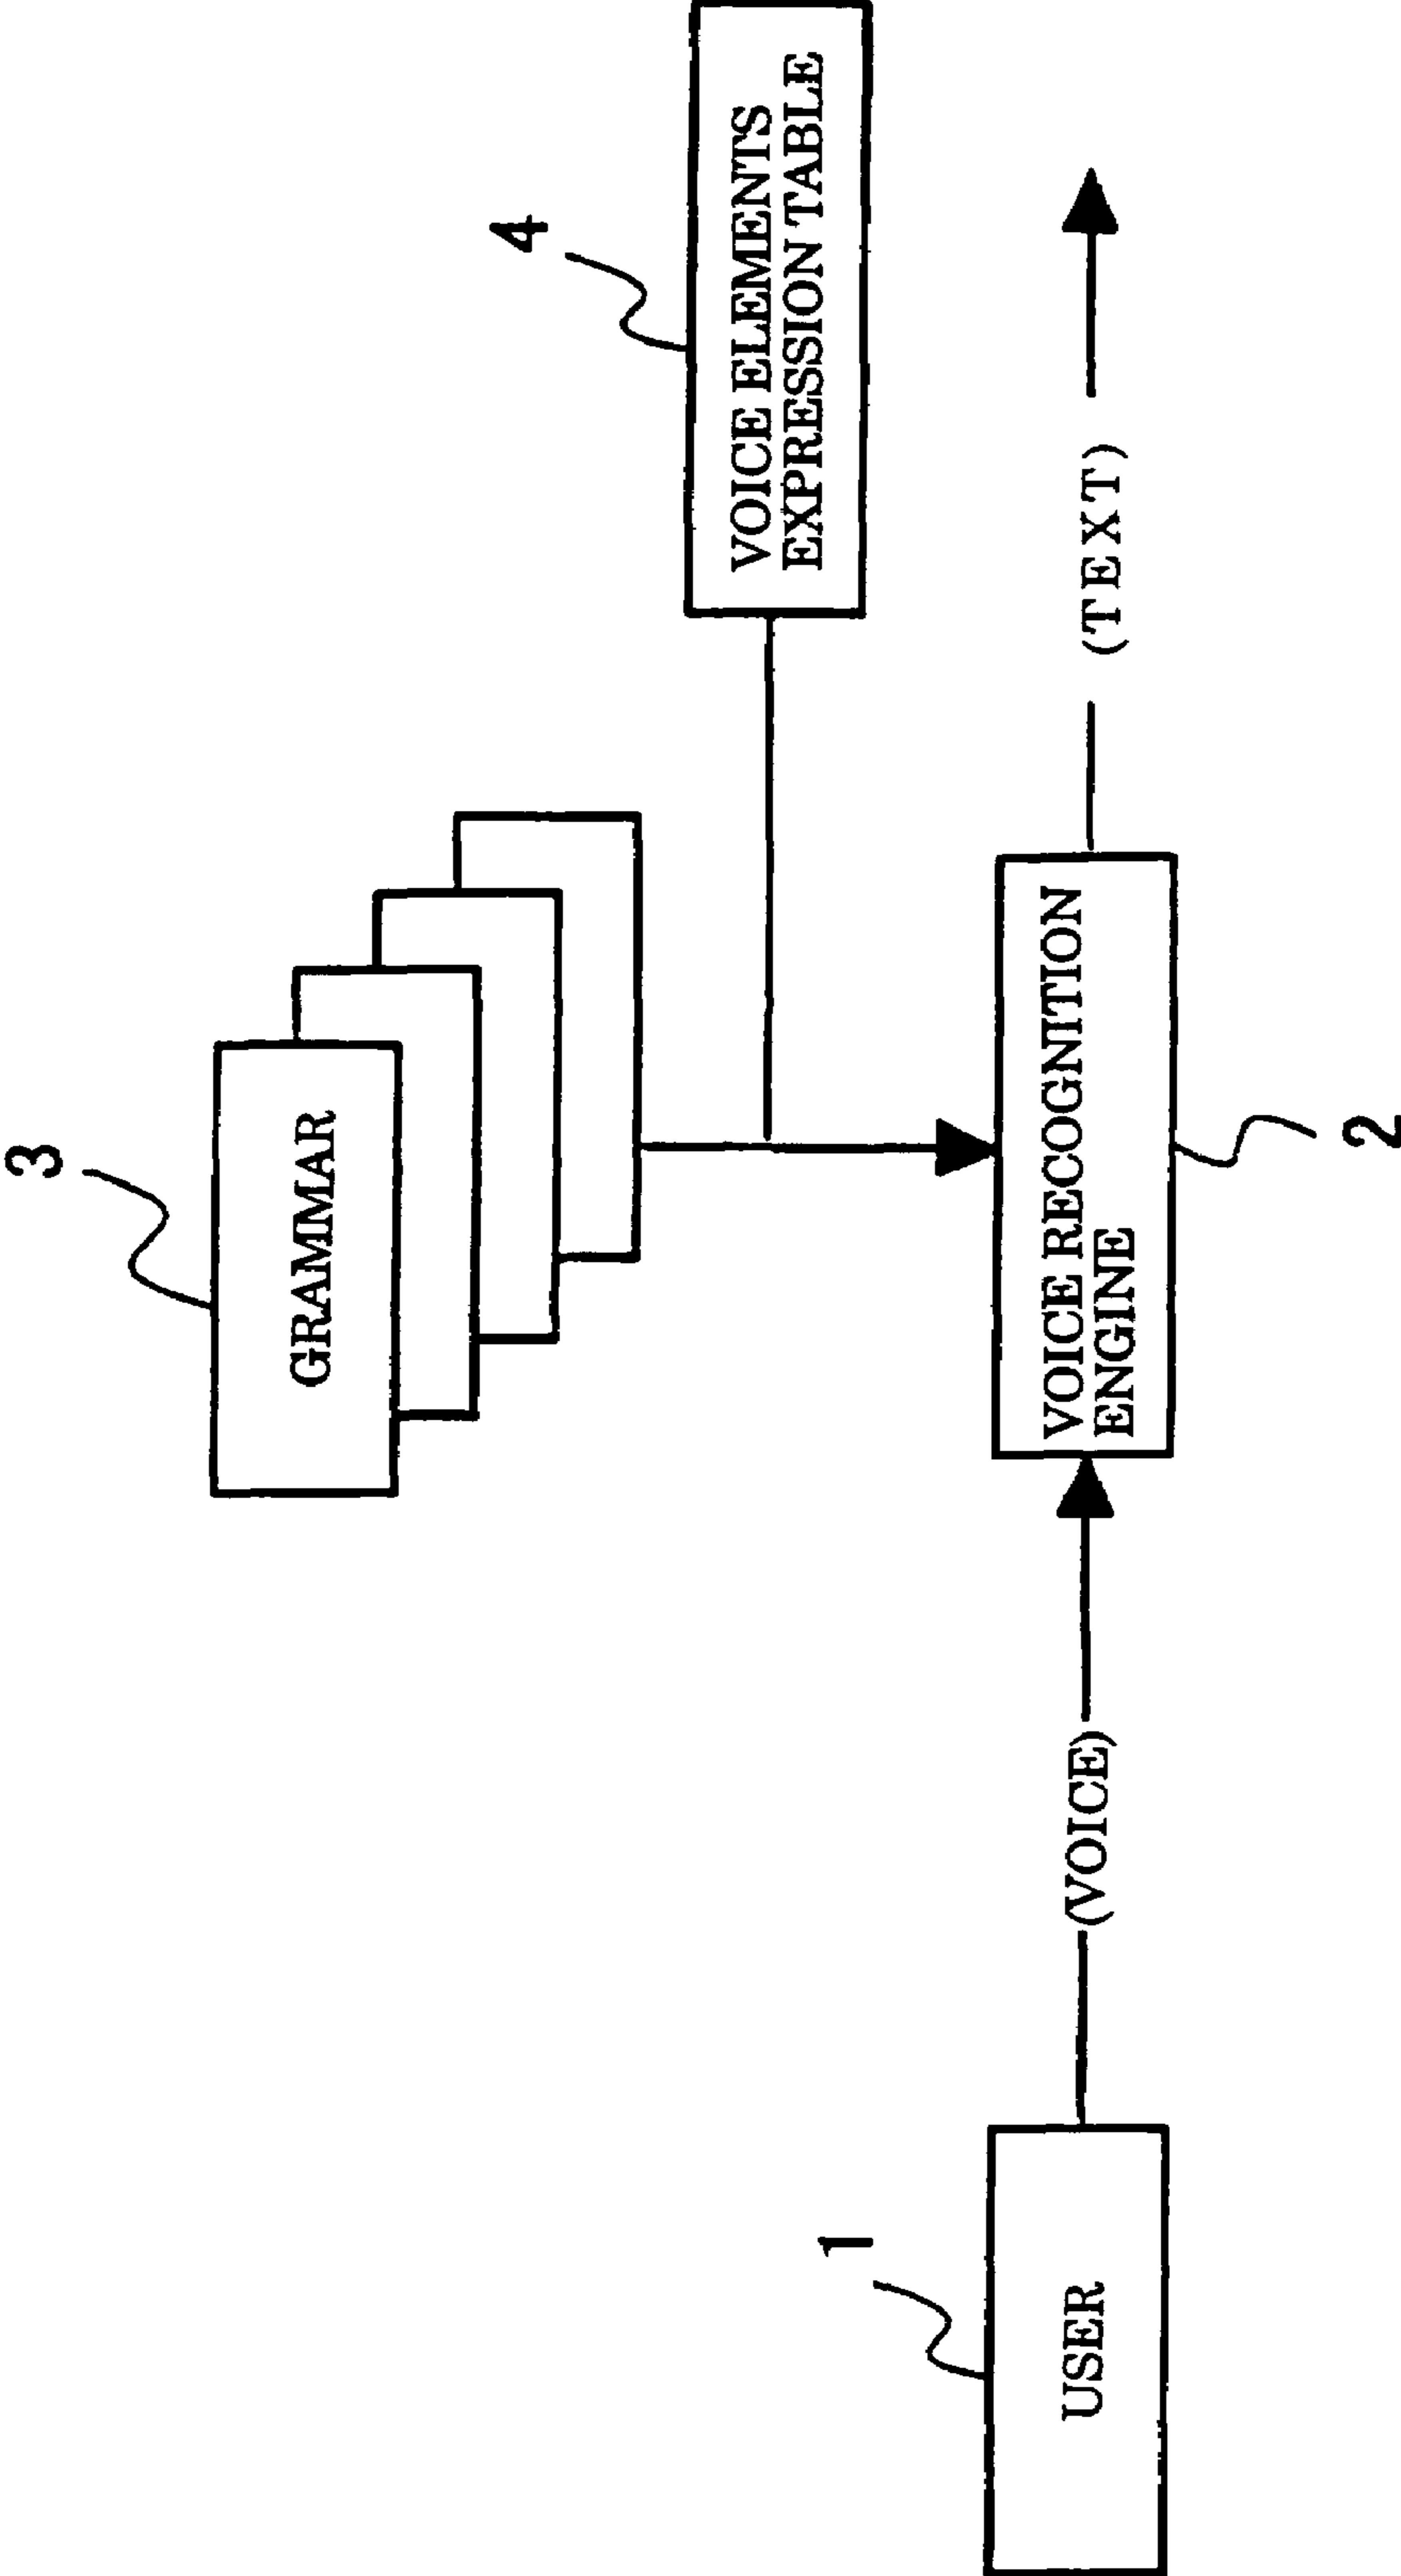 3
GRAMMAR
4
VOICE ELEMENTS
EXPRESSION TABLE
1
USER
(VOICE)
VOICE RECOGNITION
ENGINE
2
(TEXT)